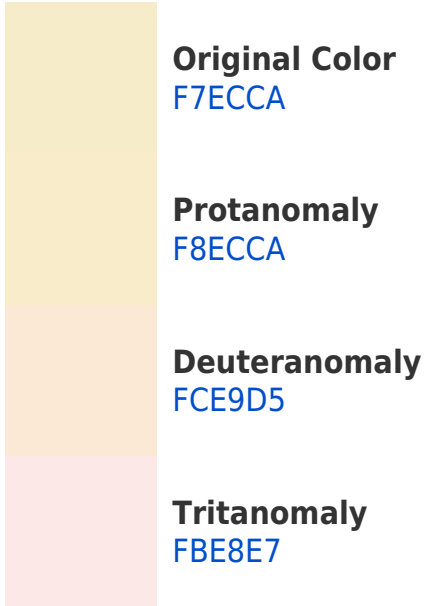 Original Color
F7ECCA
Protanomaly
F8ECCA
Deuteranomaly
FCE9D5
Tritanomaly
FBE8E7